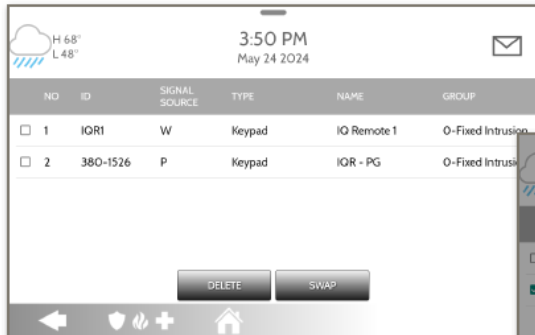 H 68°
L 48°
3:50 PM
May 24 2024
NO ID SIGNAL SOURCE TYPE NAME GROUP
1 IQR1 W Keypad IQ Remote 1 0-Fixed Intrusion
2 380-1526 P Keypad IQR - PG 0-Fixed Intrusi
DELETE SWAP